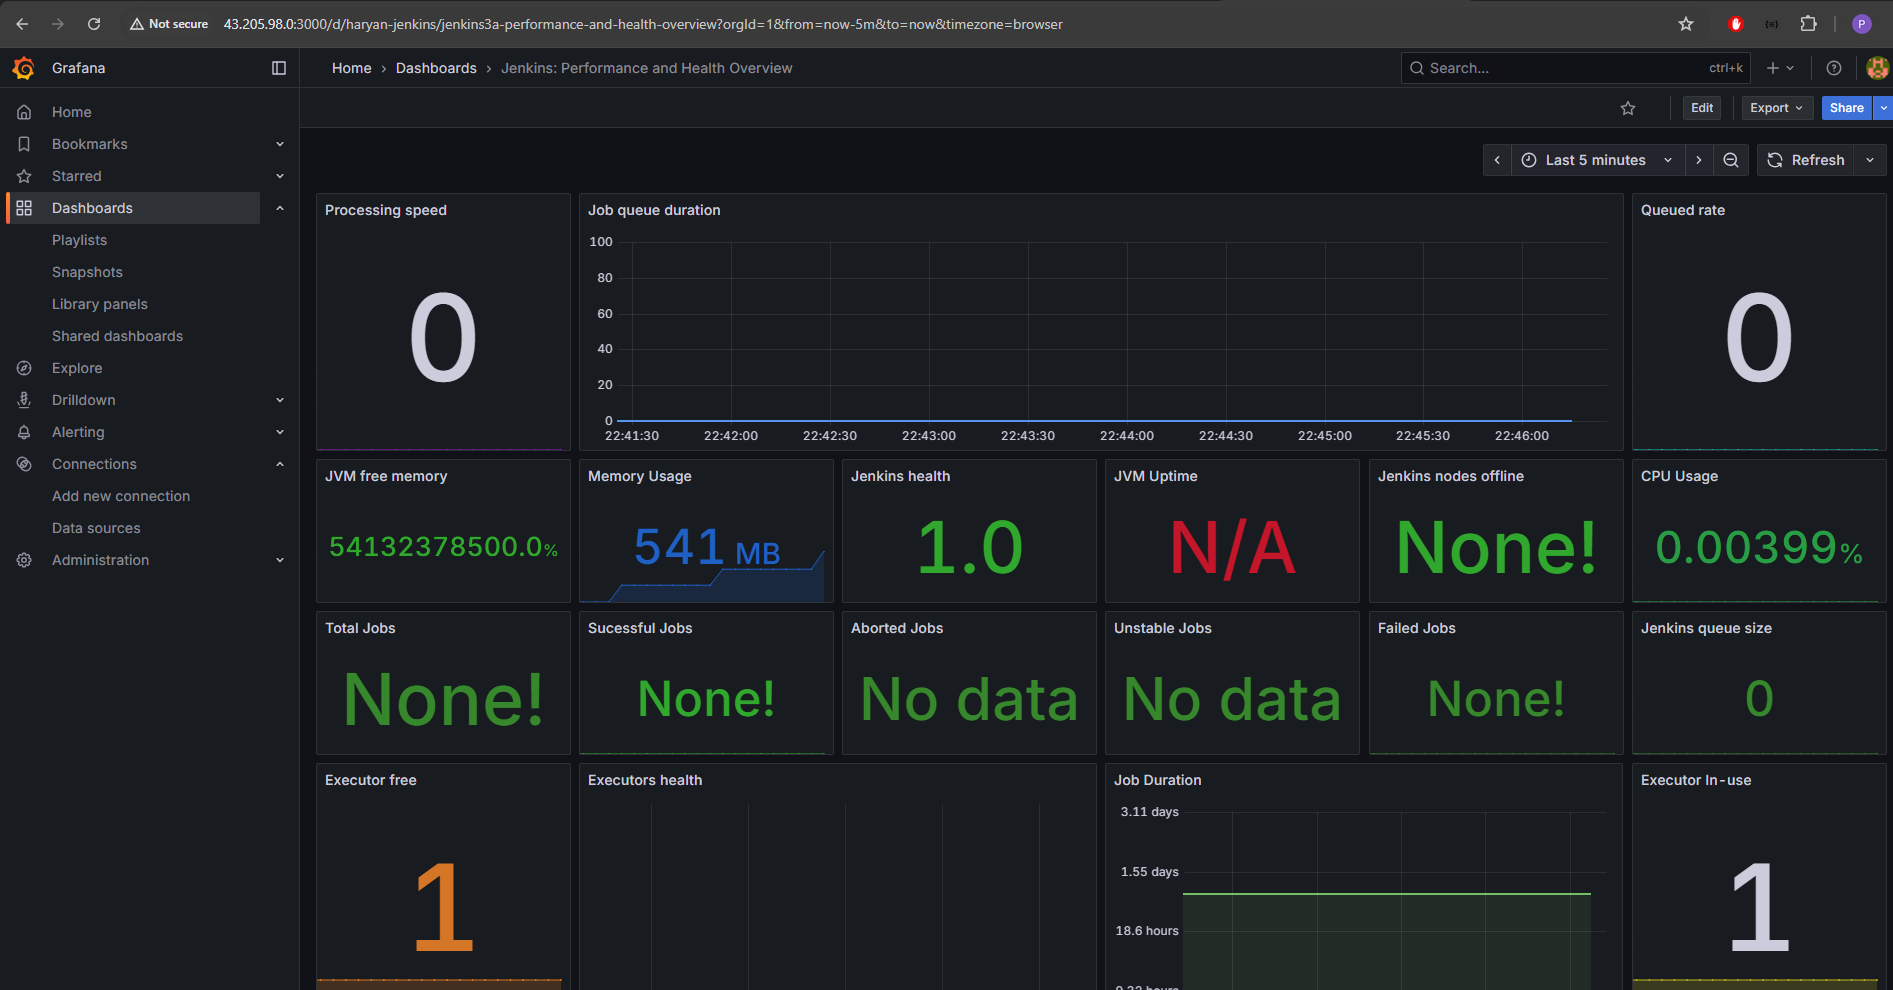 Not secure
43.205.98.0:3000/d/haryan-jenkins/jenkins3a-performance-and-health-overview?orgId=1&from=now-5m&to=now&timezone=browser
P
Grafana
Home › Dashboards › Jenkins: Performance and Health Overview
Search...
ctrl+k
Edit
Export
Share
Home
Bookmarks
Starred
Dashboards
Playlists
Snapshots
Library panels
Shared dashboards
Explore
Drilldown
Alerting
Connections
Add new connection
Data sources
Administration
Last 5 minutes
Refresh
Processing speed
0
Job queue duration
100
80
60
40
20
0
22:41:30 22:42:00 22:42:30 22:43:00 22:43:30 22:44:00 22:44:30 22:45:00 22:45:30 22:46:00
Queued rate
0
JVM free memory
54132378500.0%
Memory Usage
541 MB
Jenkins health
1.0
JVM Uptime
N/A
Jenkins nodes offline
None!
CPU Usage
0.00399%
Total Jobs
None!
Sucessful Jobs
None!
Aborted Jobs
No data
Unstable Jobs
No data
Failed Jobs
None!
Jenkins queue size
0
Executor free
1
Executors health
Job Duration
3.11 days
1.55 days
18.6 hours
9.32 hours
Executor In-use
1